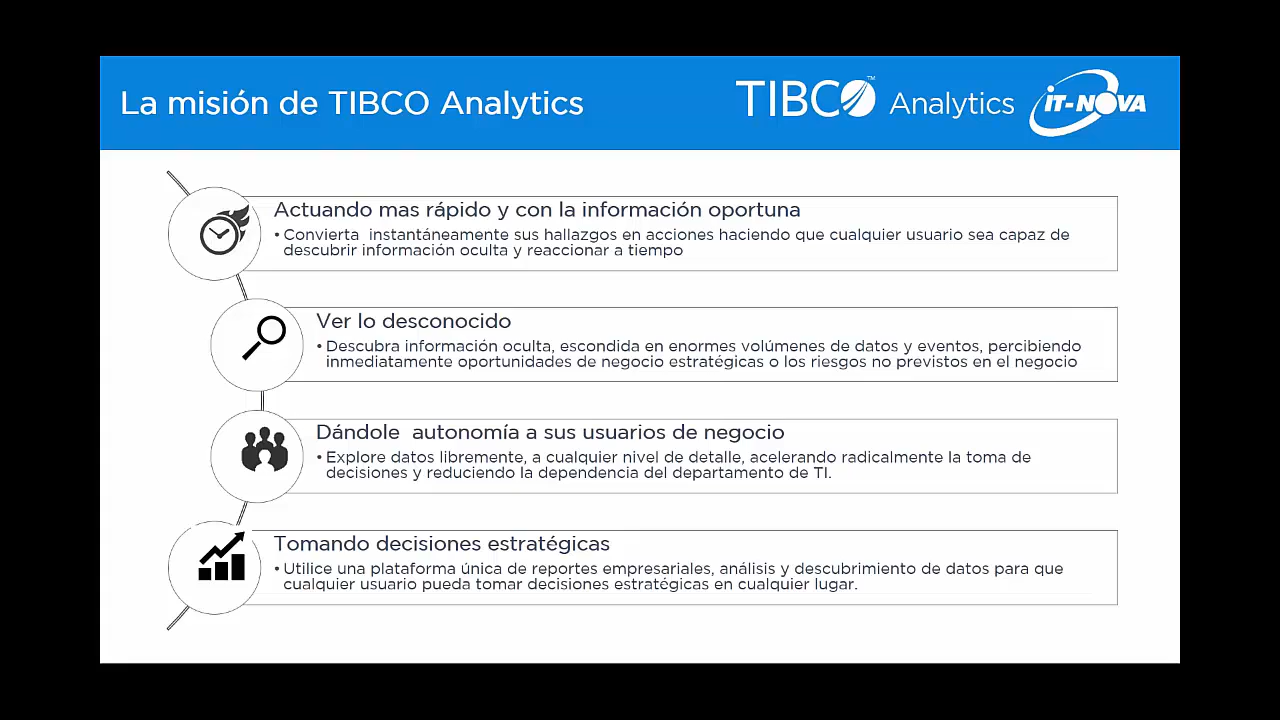 La misión de TIBCO Analytics
TIBCO™ Analytics
iT-NOVA
Actuando mas rápido y con la información oportuna
• Convierta instantáneamente sus hallazgos en acciones haciendo que cualquier usuario sea capaz de
descubrir información oculta y reaccionar a tiempo
Ver lo desconocido
• Descubra información oculta, escondida en enormes volúmenes de datos y eventos, percibiendo
inmediatamente oportunidades de negocio estratégicas o los riesgos no previstos en el negocio
Dándole autonomía a sus usuarios de negocio
• Explore datos libremente, a cualquier nivel de detalle, acelerando radicalmente la toma de
decisiones y reduciendo la dependencia del departamento de TI.
Tomando decisiones estratégicas
• Utilice una plataforma única de reportes empresariales, análisis y descubrimiento de datos para que
cualquier usuario pueda tomar decisiones estratégicas en cualquier lugar.